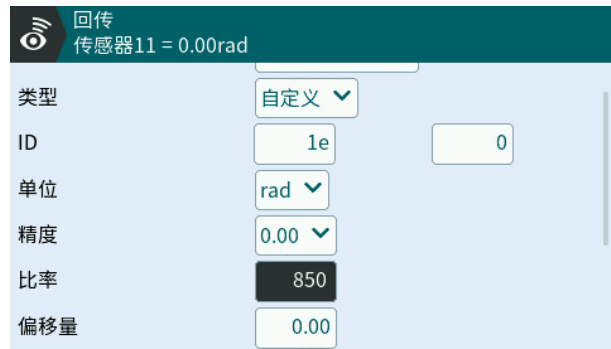 回传
传感器11 = 0.00rad
类型 自定义
ID 1e 0
单位 rad
精度 0.00
比率 850
偏移量 0.00